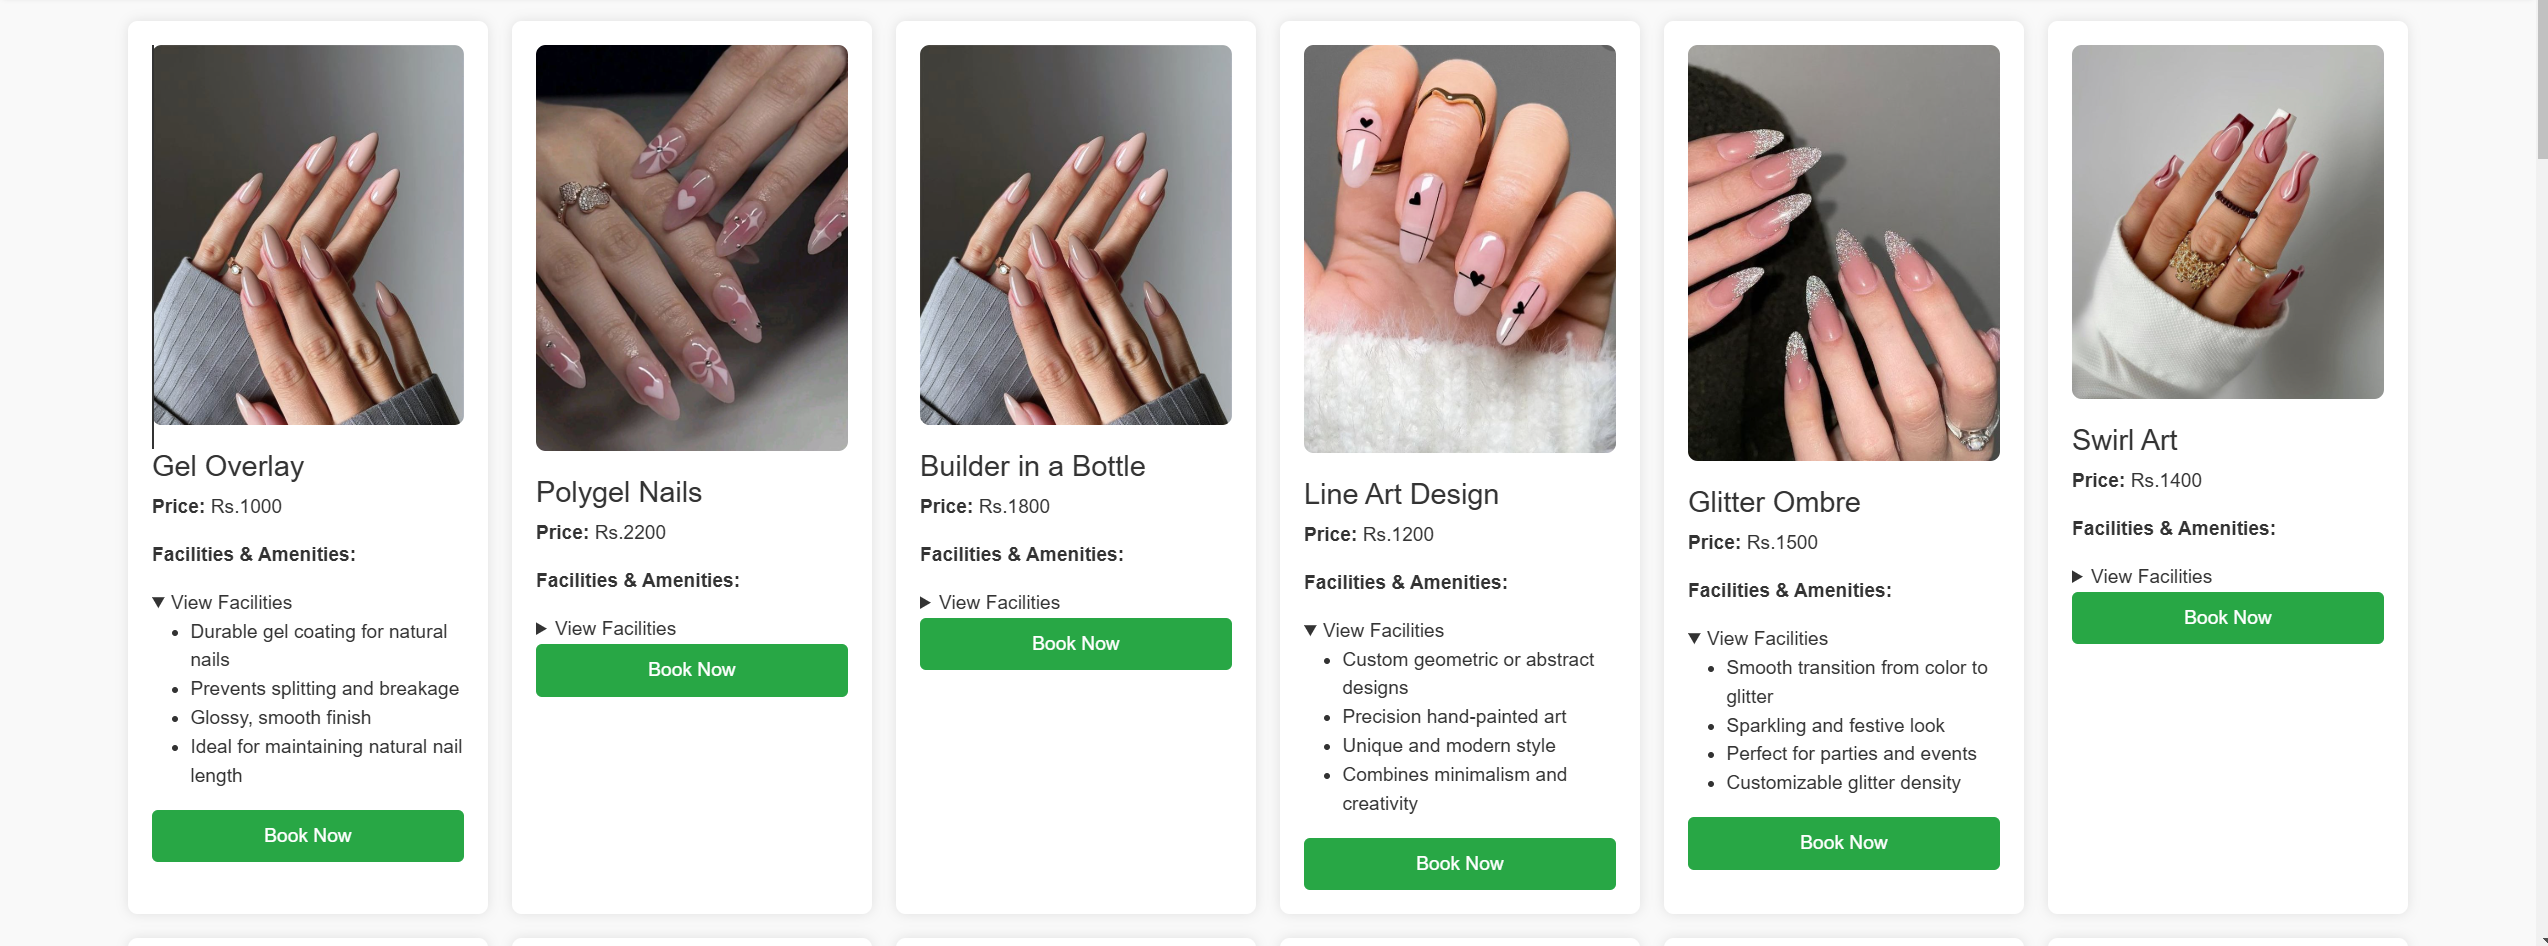 Gel Overlay
Price: Rs.1000
Facilities & Amenities:
View Facilities
Durable gel coating for natural
nails
Prevents splitting and breakage
Glossy, smooth finish
Ideal for maintaining natural nail
length
Book Now
Polygel Nails
Price: Rs.2200
Facilities & Amenities:
View Facilities
Book Now
Builder in a Bottle
Price: Rs.1800
Facilities & Amenities:
View Facilities
Book Now
Line Art Design
Price: Rs.1200
Facilities & Amenities:
View Facilities
Custom geometric or abstract
designs
Precision hand-painted art
Unique and modern style
Combines minimalism and
creativity
Book Now
Glitter Ombre
Price: Rs.1500
Facilities & Amenities:
View Facilities
Smooth transition from color to
glitter
Sparkling and festive look
Perfect for parties and events
Customizable glitter density
Book Now
Swirl Art
Price: Rs.1400
Facilities & Amenities:
View Facilities
Book Now